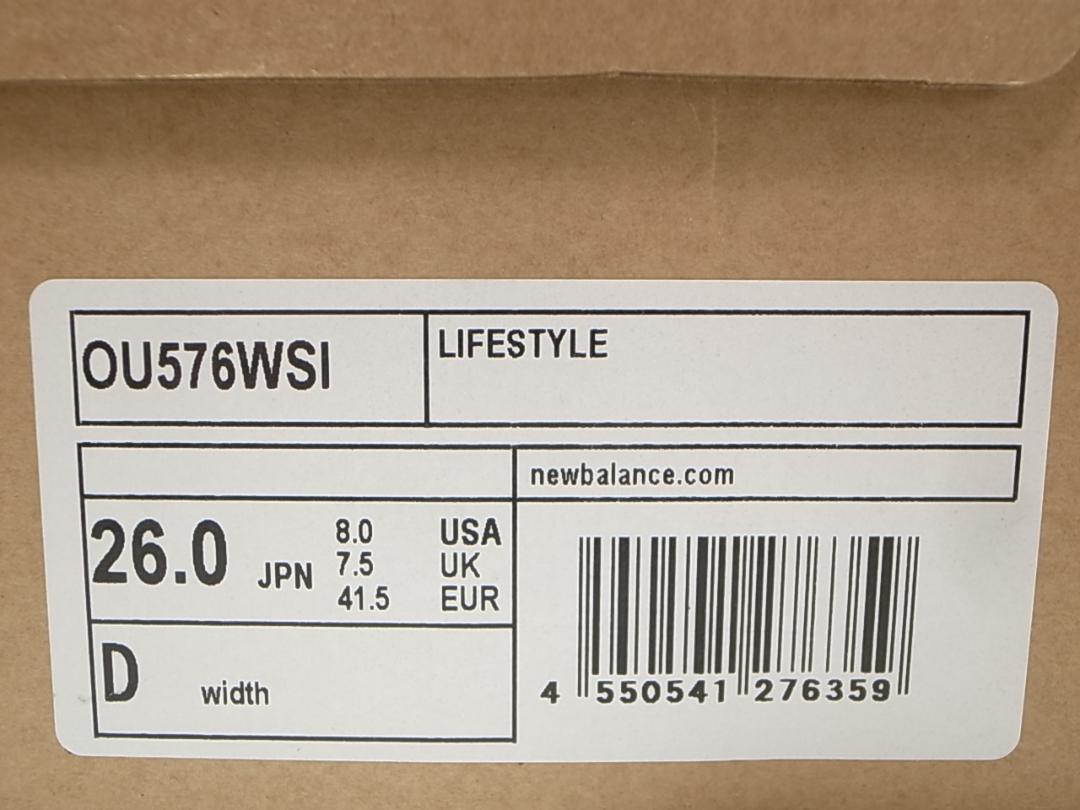 OU576WSI
LIFESTYLE
newbalance.com
26.0 JPN
8.0 USA
7.5 UK
41.5 EUR
D width
4 550541 276359